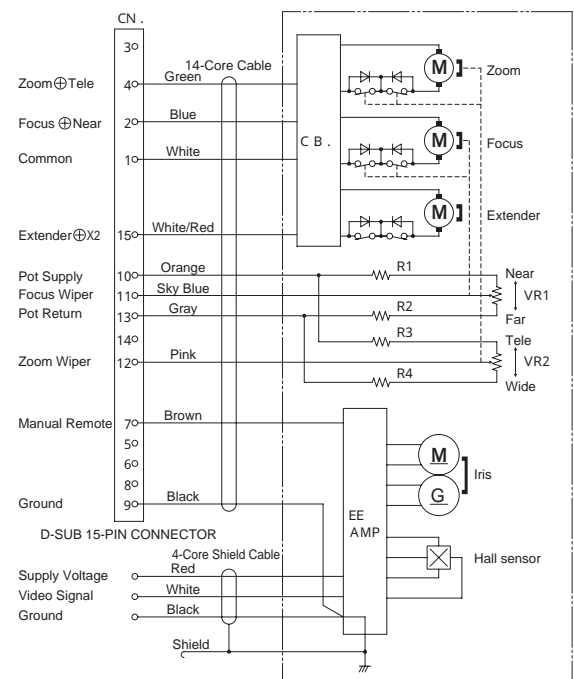 CN .
3
14-Core Cable
Zoom⊕Tele 4 Green M Zoom
Focus ⊕Near 2 Blue M Focus
Common 1 White C B .
Extender⊕X2 15 White/Red M Extender
Pot Supply 10 Orange R1 Near
Focus Wiper 11 Sky Blue VR1
Pot Return 13 Gray R2 Far
14 R3 Tele
Zoom Wiper 12 Pink VR2
R4 Wide
Manual Remote 7 Brown
5 M
6 Iris
8 G
Ground 9 Black
EE
AMP
D-SUB 15-PIN CONNECTOR
4-Core Shield Cable
Hall sensor
Supply Voltage Red
Video Signal White
Ground Black
Shield